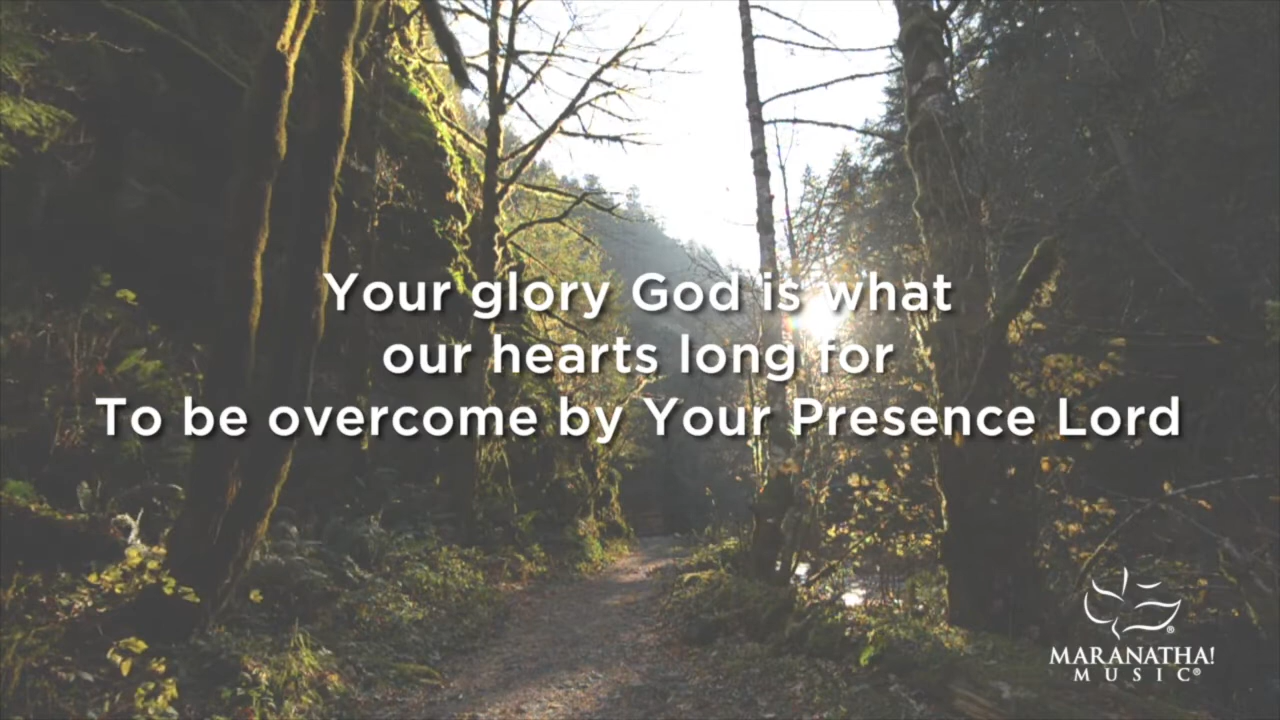 Your glory God is what
our hearts long for
To be overcome by Your Presence Lord
MARANATHA!
MUSIC®